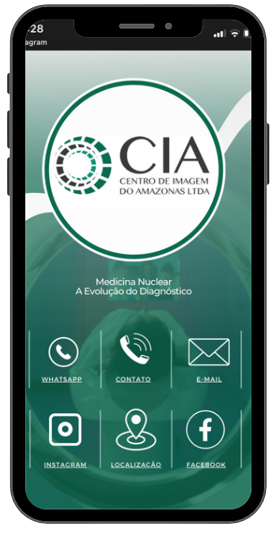 :28
agram
CIA
CENTRO DE IMAGEM
DO AMAZONAS LTDA
Medicina Nuclear
A Evolução do Diagnóstico
WHATSAPP
CONTATO
E-MAIL
INSTAGRAM
LOCALIZAÇÃO
FACEBOOK